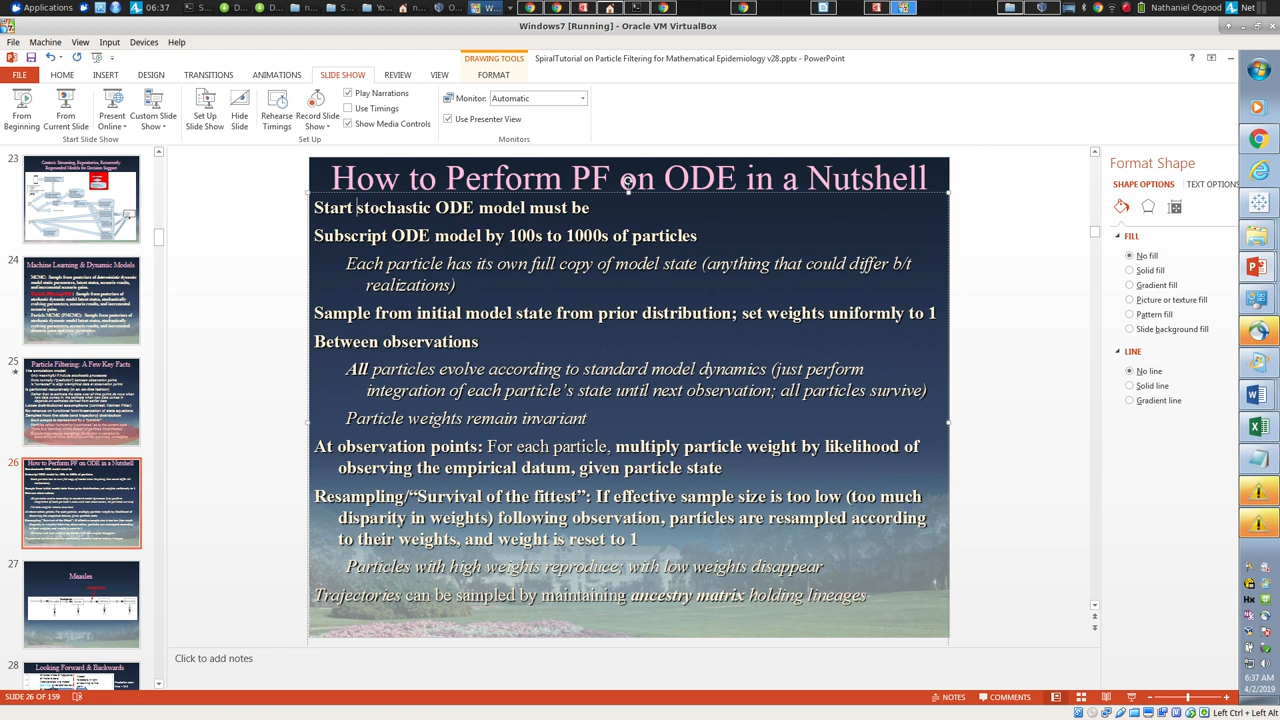 Applications
06:37
Nathaniel Osgood
Net
Windows7 [Running] - Oracle VM VirtualBox
File Machine View Input Devices Help
DRAWING TOOLS
SpiralTutorial on Particle Filtering for Mathematical Epidemiology v28.pptx - PowerPoint
FILE HOME INSERT DESIGN TRANSITIONS ANIMATIONS SLIDE SHOW REVIEW VIEW FORMAT
From Beginning
From Current Slide
Present Online
Custom Slide Show
Start Slide Show
Set Up Slide Show
Hide Slide
Rehearse Timings
Record Slide Show
Play Narrations
Use Timings
Show Media Controls
Set Up
Monitor: Automatic
Use Presenter View
Monitors
23
24
Machine Learning & Dynamic Models
25
Particle Filtering: A Few Key Facts
26
How to Perform PF on ODE in a Nutshell
27
Measles
28
Looking Forward & Backwards
How to Perform PF on ODE in a Nutshell
Start stochastic ODE model must be
Subscript ODE model by 100s to 1000s of particles
Each particle holds a full copy of model state (any of which could differ b/t
realizations)
Sample from initial model state from prior distribution, set weights uniformly to 1
Between observations
All particles evolve according to standard model dynamics (just perform
integration of each particle's state until new observation – all particles survive
Particle weights are invariant
At observation points: For each particle, multiply particle weight by likelihood of
observing the empirical datum, given particle state
Resampling/“Survival of the fittest”: If effective sample size is too low (too much
disparity in weights) following observation, particles are resampled according
to their weights, and weight is reset to 1
Particles with high weights reproduce; with low weights disappear
Trajectories can be sampled by maintaining ancestry matrix holding lineages
Click to add notes
Format Shape
SHAPE OPTIONS TEXT OPTIONS
FILL
No fill
Solid fill
Gradient fill
Picture or texture fill
Pattern fill
Slide background fill
LINE
No line
Solid line
Gradient line
6:37 AM
4/2/2019
SLIDE 26 OF 159
NOTES COMMENTS
Left Ctrl + Left Alt